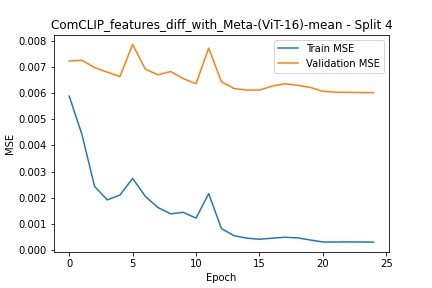 ComCLIP_features_diff_with_Meta-(ViT-16)-mean - Split 4
Train MSE
Validation MSE
MSE
0.008
0.007
0.006
0.005
0.004
0.003
0.002
0.001
0.000
0 5 10 15 20 25
Epoch